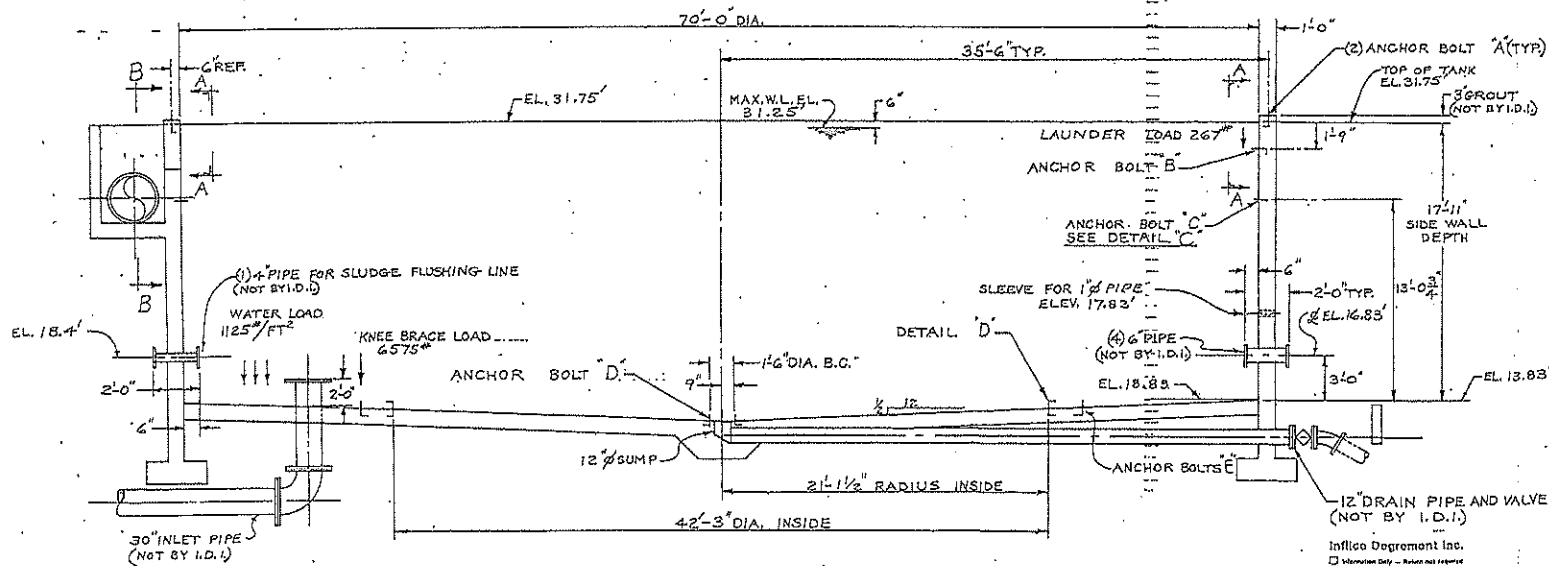 70'-0" DIA.
1'-0"
35'-6" TYP.
(2) ANCHOR BOLT "A" (TYP)
6" REF.
B
A
A
TOP OF TANK
EL. 31.75'
EL. 31.75'
MAX. W.L. EL.
31.25'
6"
3" GROUT
(NOT BY I.D.I.)
LAUNDER LOAD 267#
1'-9"
ANCHOR BOLT "B"
A
A
ANCHOR BOLT "C"
SEE DETAIL "C"
17'-11"
SIDE WALL
DEPTH
B
(1) 4" PIPE FOR SLUDGE FLUSHING LINE
(NOT BY I.D.I.)
6"
13'-0 3/4"
SLEEVE FOR 1"φ PIPE
ELEV. 17.83'
2'-0" TYP.
WATER LOAD
1125#/FT²
EL. 18.4'
KNEE BRACE LOAD
6575#
DETAIL "D"
(4) 6" PIPE
(NOT BY I.D.I.)
℄ EL. 16.83'
ANCHOR BOLT "D"
1'-6" DIA. B.C.
2'-0"
2'-0"
9"
EL. 13.83
3'-0"
EL. 13.83
1/2
12
6"
12"φ SUMP
ANCHOR BOLTS "E"
21'-1 1/2" RADIUS INSIDE
12" DRAIN PIPE AND VALVE
(NOT BY I.D.I.)
42'-3" DIA. INSIDE
30" INLET PIPE
(NOT BY I.D.I.)
Infilco Degremont Inc.
Information Only — Return not required